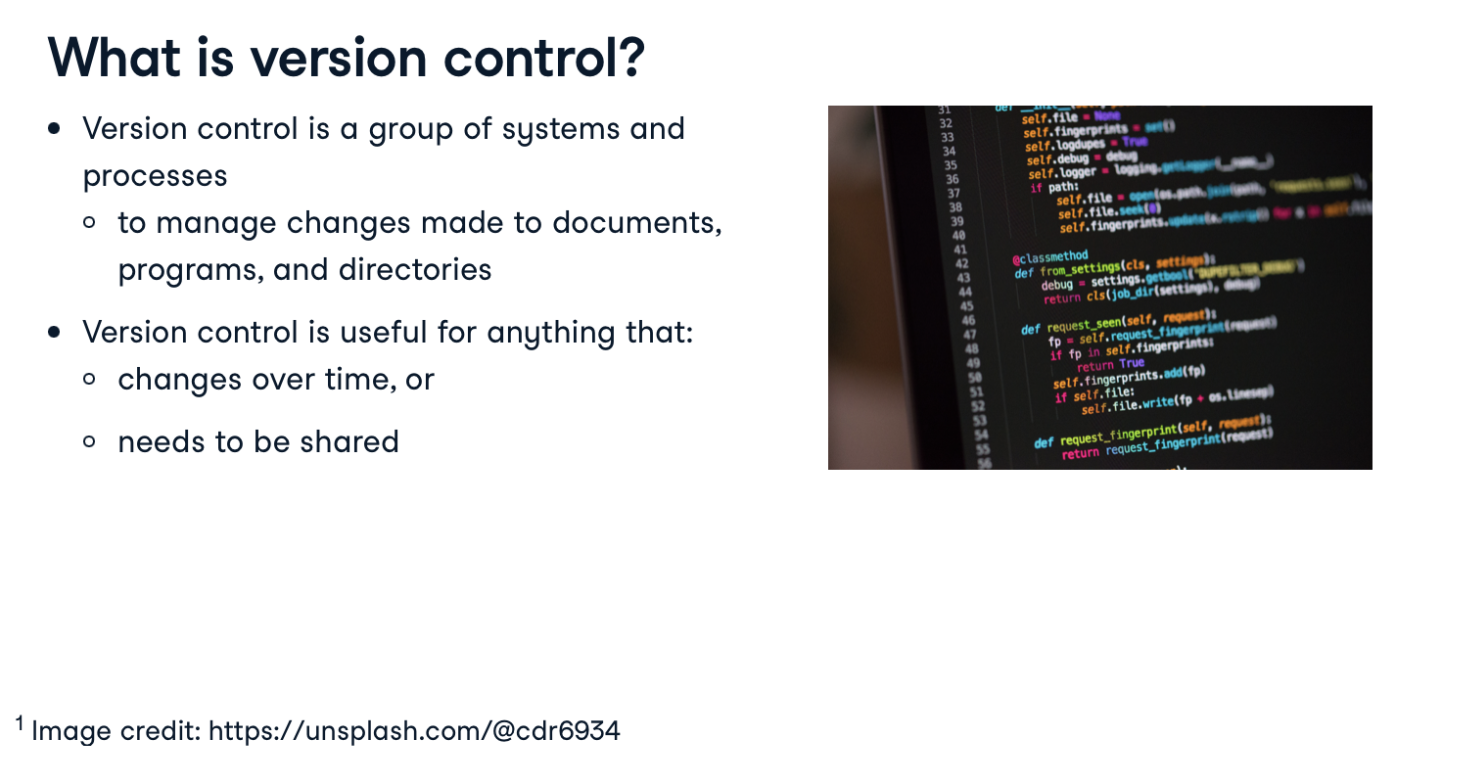 What is version control?
Version control is a group of systems and
processes
to manage changes made to documents,
programs, and directories
Version control is useful for anything that:
changes over time, or
needs to be shared
31 def __init__(self,
32 self.file = None
33 self.fingerprints = set()
34 self.logdupes = True
35 self.debug = debug
36 self.logger = logging.getLogger(__name__)
37 if path:
38 self.file = open(os.path.join(path,
39 self.file.seek(0)
40 self.fingerprints.update(
41
42 @classmethod
43 def from_settings(cls, settings):
44 debug = settings.getbool(
45 return cls(job_dir(settings), debug)
46
47 def request_seen(self, request):
48 fp = self.request_fingerprint(request)
49 if fp in self.fingerprints:
50 return True
51 self.fingerprints.add(fp)
52 if self.file:
53 self.file.write(fp + os.linesep)
54
55 def request_fingerprint(self, request):
56 return request_fingerprint(request)
1 Image credit: https://unsplash.com/@cdr6934